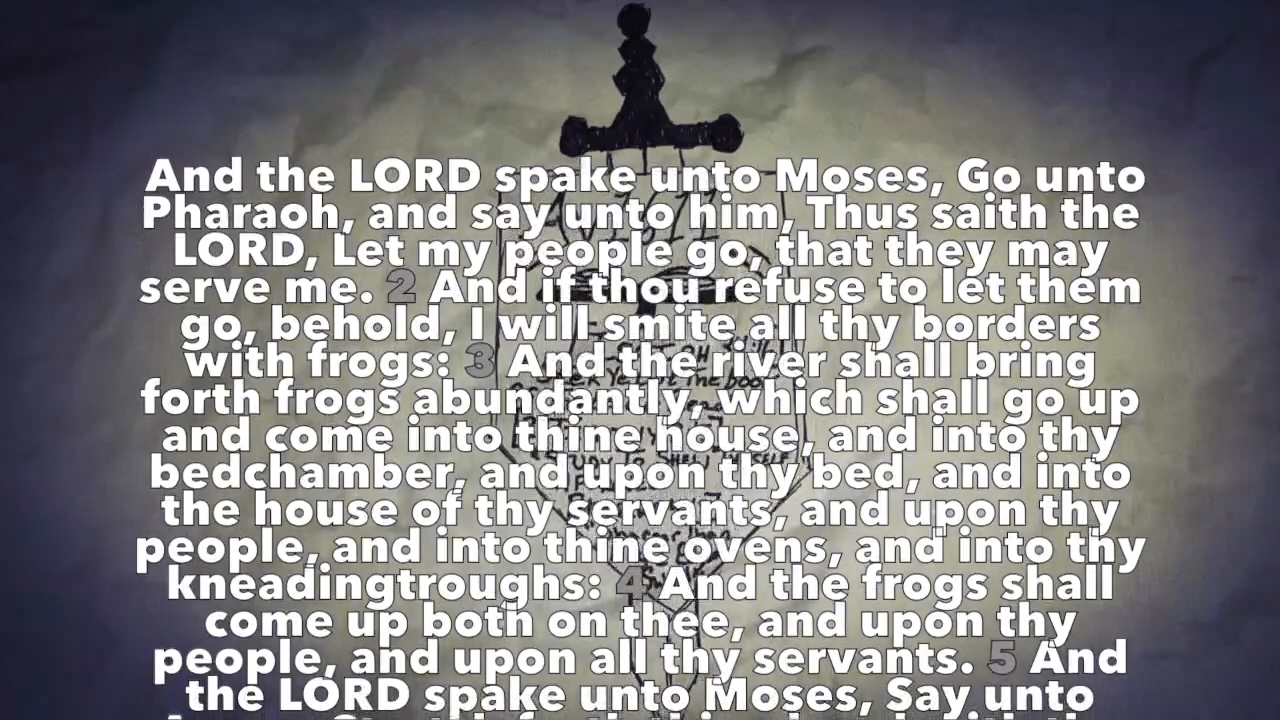 And the LORD spake unto Moses, Go unto
Pharaoh, and say unto him, Thus saith the
LORD, Let my people go, that they may
serve me. 2 And if thou refuse to let them
go, behold, I will smite all thy borders
with frogs: 3 And the river shall bring
forth frogs abundantly, which shall go up
and come into thine house, and into thy
bedchamber, and upon thy bed, and into
the house of thy servants, and upon thy
people, and into thine ovens, and into thy
kneadingtroughs: 4 And the frogs shall
come up both on thee, and upon thy
people, and upon all thy servants. 5 And
the LORD spake unto Moses, Say unto